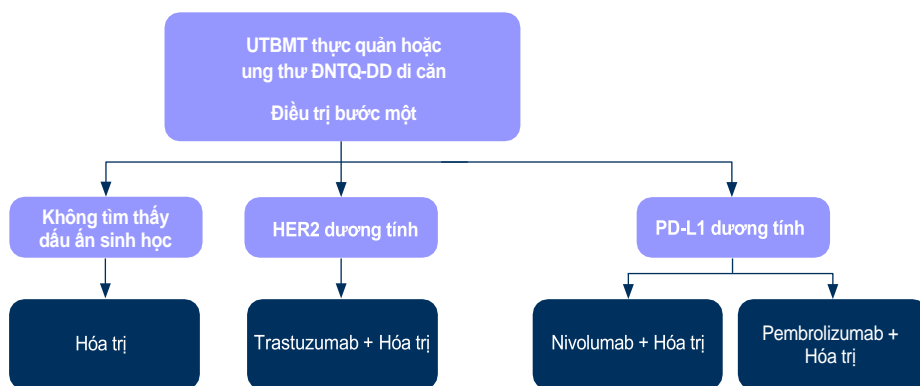 UTBMT thực quản hoặc
ung thư ĐNTQ-DD di căn
Điều trị bước một
Không tìm thấy
dấu ấn sinh học
HER2 dương tính
PD-L1 dương tính
Hóa trị
Trastuzumab + Hóa trị
Nivolumab + Hóa trị
Pembrolizumab +
Hóa trị